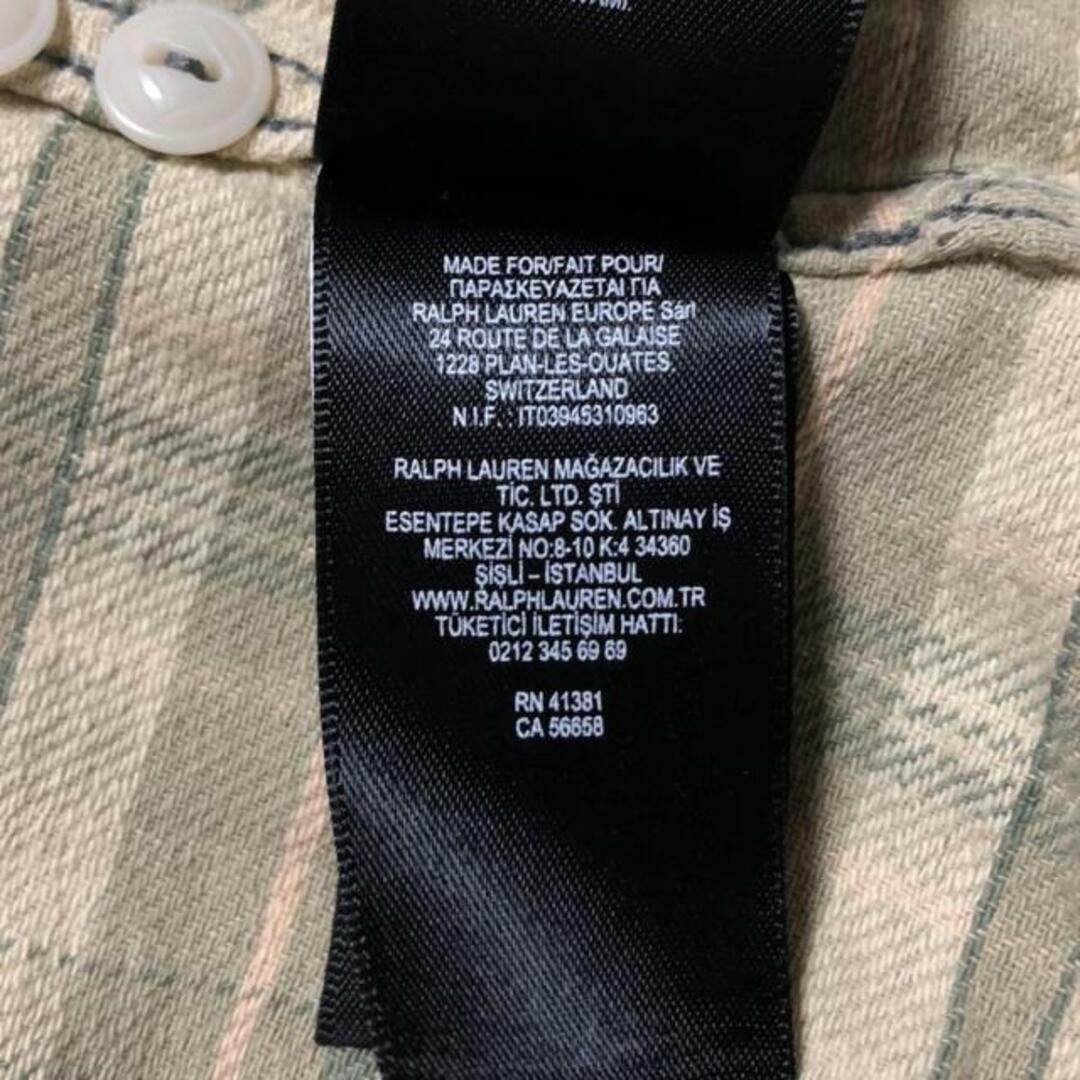 MADE FOR/FAIT POUR/
ΠΑΡΑΣΚΕΥΑΖΕΤΑΙ ΓΙΑ
RALPH LAUREN EUROPE Sàrl
24 ROUTE DE LA GALAISE
1228 PLAN-LES-OUATES,
SWITZERLAND
N.I.F. : IT03945310963
RALPH LAUREN MAĞAZACILIK VE
TİC. LTD. ŞTİ
ESENTEPE KASAP SOK. ALTINAY İŞ
MERKEZİ NO:8-10 K:4 34360
ŞİŞLİ – İSTANBUL
WWW.RALPHLAUREN.COM.TR
TÜKETİCİ İLETİŞİM HATTI:
0212 345 69 89
RN 41381
CA 56658